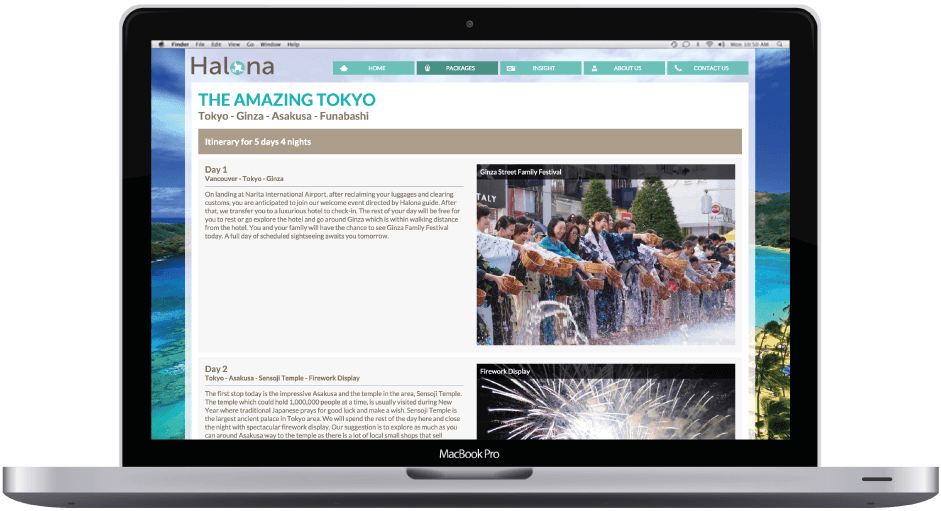 Finder File Edit View Go Window Help
Mon 10:50 AM
Halona
HOME
PACKAGES
INSIGHT
ABOUT US
CONTACT US
THE AMAZING TOKYO
Tokyo - Ginza - Asakusa - Funabashi
Itinerary for 5 days 4 nights
Day 1
Vancouver - Tokyo - Ginza
On landing at Narita International Airport, after reclaiming your luggages and clearing
customs, you are anticipated to join our welcome event directed by Halona guide. After
that, we transfer you to a luxurious hotel to check-in. The rest of your day will be free for
you to rest or go explore the hotel and go around Ginza which is within walking distance
from the hotel. You and your family will have the chance to see Ginza Family Festival
today. A full day of scheduled sightseeing awaits you tomorrow.
Ginza Street Family Festival
TALY
Day 2
Tokyo - Asakusa - Sensoji Temple - Firework Display
The first stop today is the impressive Asakusa and the temple in the area, Sensoji Temple.
The temple which could hold 1,000,000 people at a time, is usually visited during New
Year where traditional Japanese prays for good luck and make a wish. Sensoji Temple is
the largest ancient palace in Tokyo area. We will spend the rest of the day here and close
the night with spectacular firework display. Our suggestion is to explore as much as you
can around Asakusa way to the temple as there is a lot of local small shops that sell
Firework Display
MacBook Pro